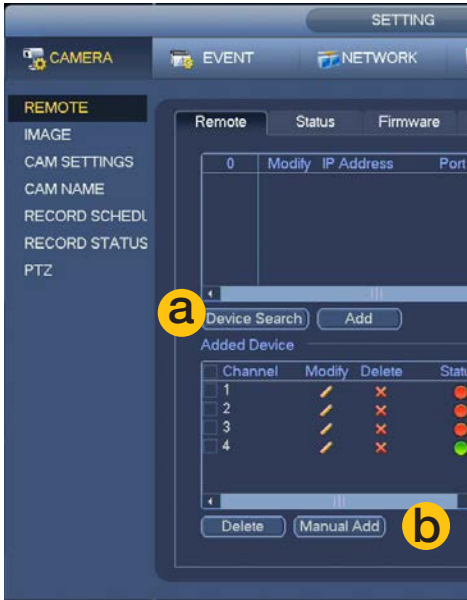 SETTING
CAMERA EVENT NETWORK
REMOTE
IMAGE
CAM SETTINGS
CAM NAME
RECORD SCHEDU
RECORD STATUS
PTZ
Remote Status Firmware
0 Modify IP Address Port
a
Device Search Add
Added Device
Channel Modify Delete Statu
1
2
3
4
Delete Manual Add b